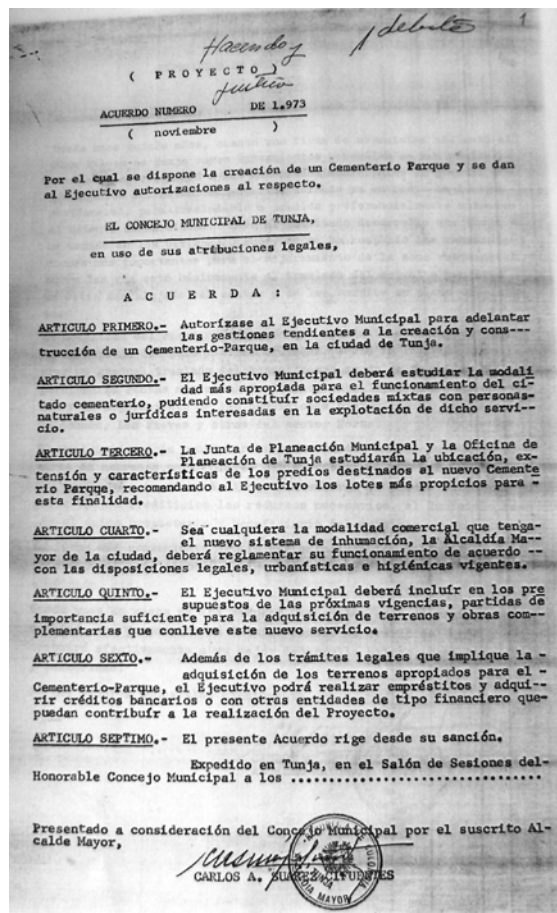 1
Hacienda y
1 debate
( PROYECTO )
ACUERDO NUMERO DE 1.973
( noviembre )
Por el cual se dispone la creación de un Cementerio Parque y se dan
al Ejecutivo autorizaciones al respecto.
EL CONCEJO MUNICIPAL DE TUNJA,
en uso de sus atribuciones legales,
A C U E R D A :
ARTICULO PRIMERO.- Autorízase al Ejecutivo Municipal para adelantar
las gestiones tendientes a la creación y cons---
trucción de un Cementerio-Parque, en la ciudad de Tunja.
ARTICULO SEGUNDO.- El Ejecutivo Municipal deberá estudiar la modali
dad más apropiada para el funcionamiento del ci-
tado cementerio, pudiendo constituír sociedades mixtas con personas-
naturales o jurídicas interesadas en la explotación de dicho servi--
cio.
ARTICULO TERCERO.- La Junta de Planeación Municipal y la Oficina de
Planeación de Tunja estudiarán la ubicación, ex-
tensión y características de los predios destinados al nuevo Cemente
rio Parque, recomendando al Ejecutivo los lotes más propicios para -
esta finalidad.
ARTICULO CUARTO.- Sea cualquiera la modalidad comercial que tenga-
el nuevo sistema de inhumación, la Alcaldía Ma--
yor de la ciudad, deberá reglamentar su funcionamiento de acuerdo --
con las disposiciones legales, urbanísticas e higiénicas vigentes.
ARTICULO QUINTO.- El Ejecutivo Municipal deberá incluír en los pre
supuestos de las próximas vigencias, partidas de
importancia suficiente para la adquisición de terrenos y obras com--
plementarias que conlleve este nuevo servicio.
ARTICULO SEXTO.- Además de los trámites legales que implique la -
adquisición de los terrenos apropiados para el -
Cementerio-Parque, el Ejecutivo podrá realizar empréstitos y adqui--
rir créditos bancarios o con otras entidades de tipo financiero que-
puedan contribuír a la realización del Proyecto.
ARTICULO SEPTIMO.- El presente Acuerdo rige desde su sanción.
Expedido en Tunja, en el Salón de Sesiones del-
Honorable Concejo Municipal a los ................................
Presentado a consideración del Concejo Municipal por el suscrito Al-
calde Mayor,
CARLOS A. SUAREZ CIFUENTES